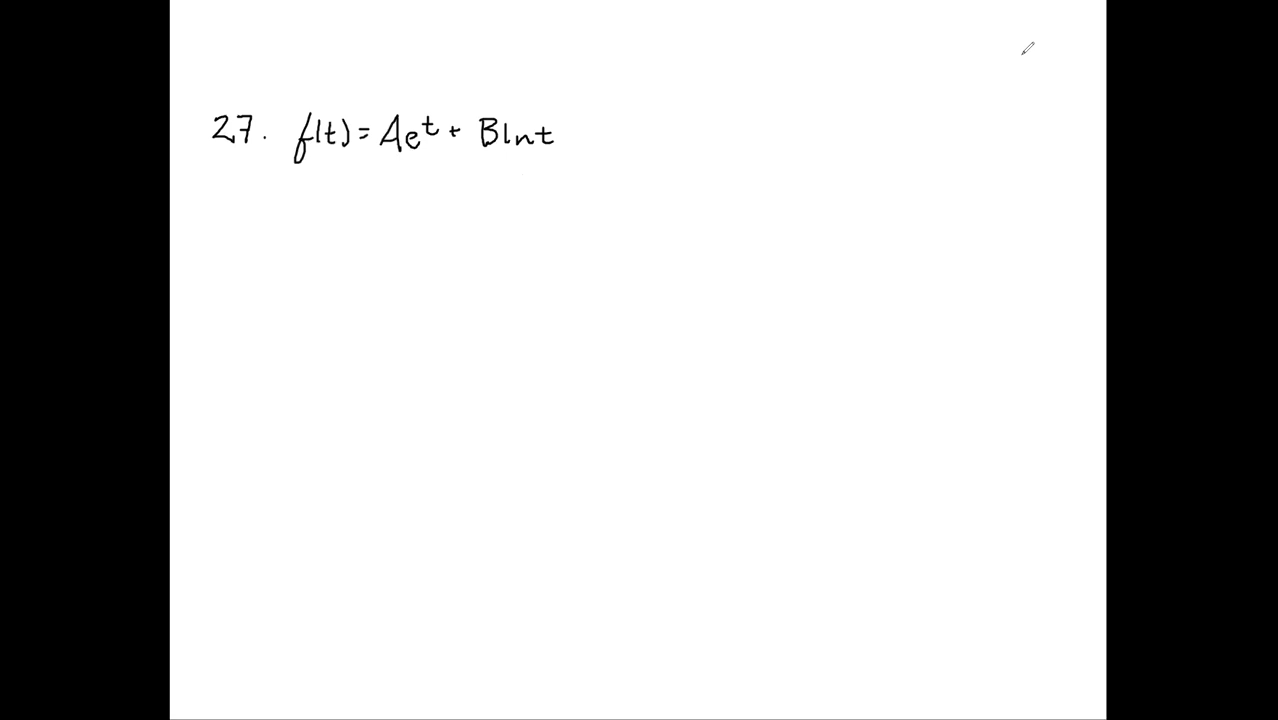 27. f(t) = Ae^t + B ln t